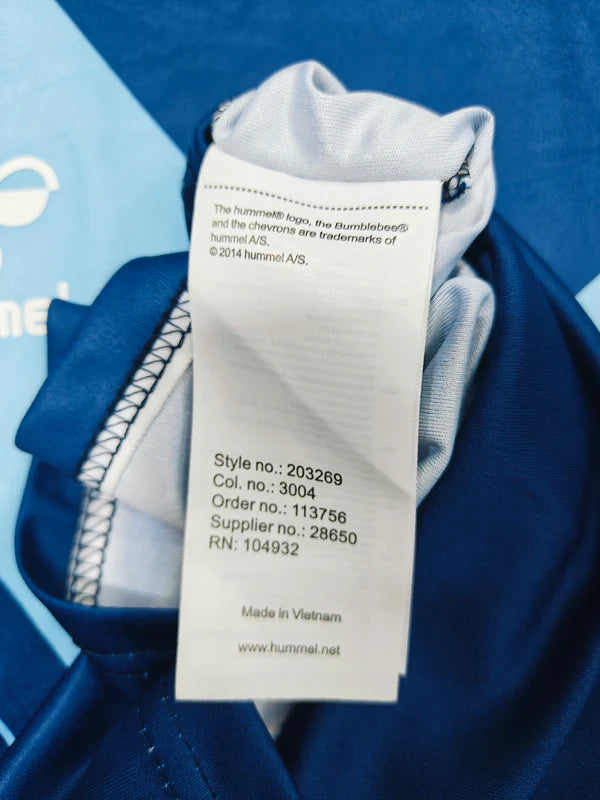 The hummel® logo, the Bumblebee®
and the chevrons are trademarks of
hummel A/S.
© 2014 hummel A/S.
Style no.: 203269
Col. no.: 3004
Order no.: 113756
Supplier no.: 28650
RN: 104932
Made in Vietnam
www.hummel.net
mel